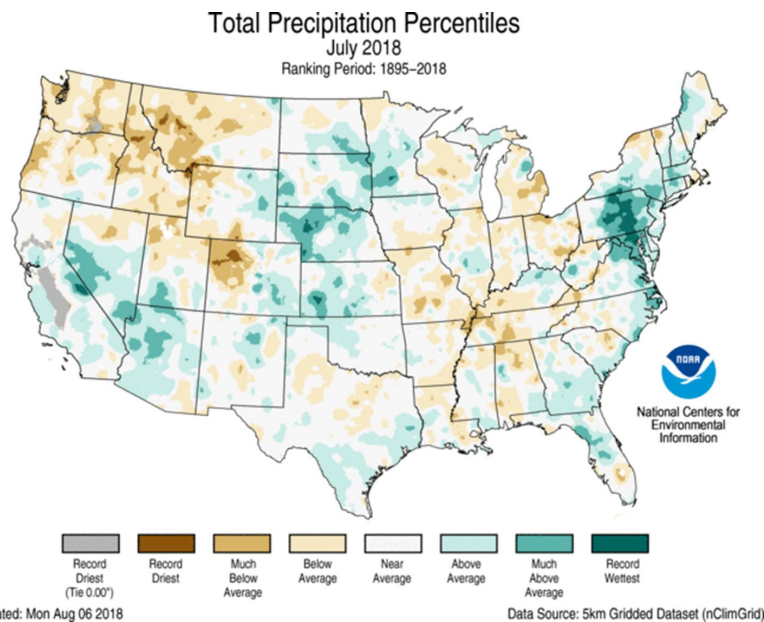 Total Precipitation Percentiles
July 2018
Ranking Period: 1895–2018
NOAA
National Centers for
Environmental
Information
Record
Driest
(Tie 0.00")
Record
Driest
Much
Below
Average
Below
Average
Near
Average
Above
Average
Much
Above
Average
Record
Wettest
ated: Mon Aug 06 2018
Data Source: 5km Gridded Dataset (nClimGrid)